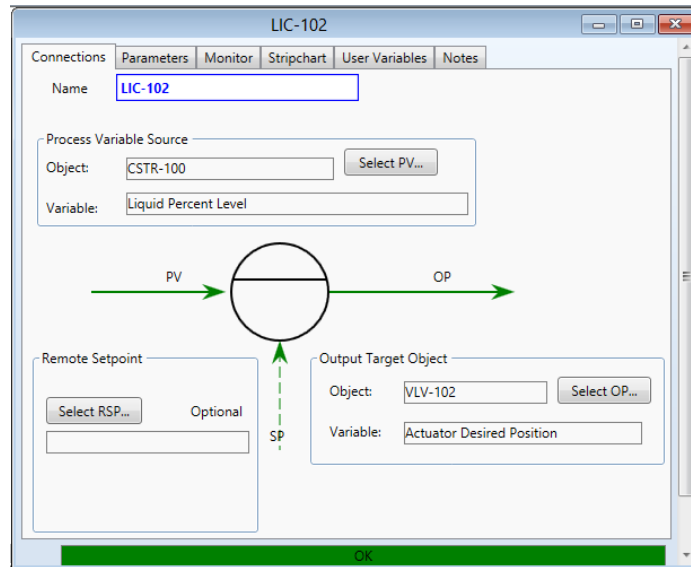 LIC-102
Connections Parameters Monitor Stripchart User Variables Notes
Name LIC-102
Process Variable Source
Object: CSTR-100 Select PV...
Variable: Liquid Percent Level
PV OP
Remote Setpoint
Select RSP... Optional
SP
Output Target Object
Object: VLV-102 Select OP...
Variable: Actuator Desired Position
OK